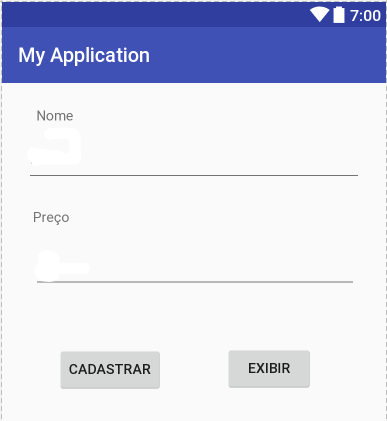 7:00
My Application
Nome
Preço
CADASTRAR
EXIBIR